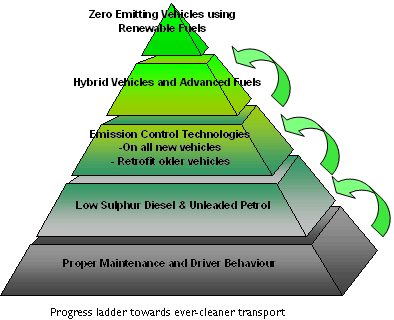 Zero Emitting Vehicles using
Renewable Fuels
Hybrid Vehicles and Advanced Fuels
Emission Control Technologies
-On all new vehicles
- Retrofit older vehicles
Low Sulphur Diesel & Unleaded Petrol
Proper Maintenance and Driver Behaviour
Progress ladder towards ever-cleaner transport